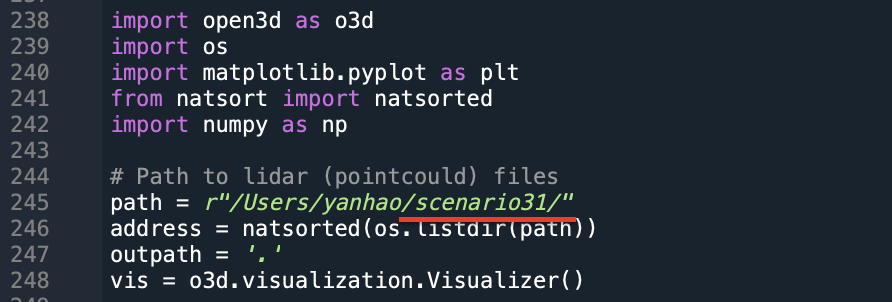 238 import open3d as o3d
239 import os
240 import matplotlib.pyplot as plt
241 from natsort import natsorted
242 import numpy as np
243
244 # Path to lidar (pointcould) files
245 path = r"/Users/yanhao/scenario31/"
246 address = natsorted(os.listdir(path))
247 outpath = '.'
248 vis = o3d.visualization.Visualizer()